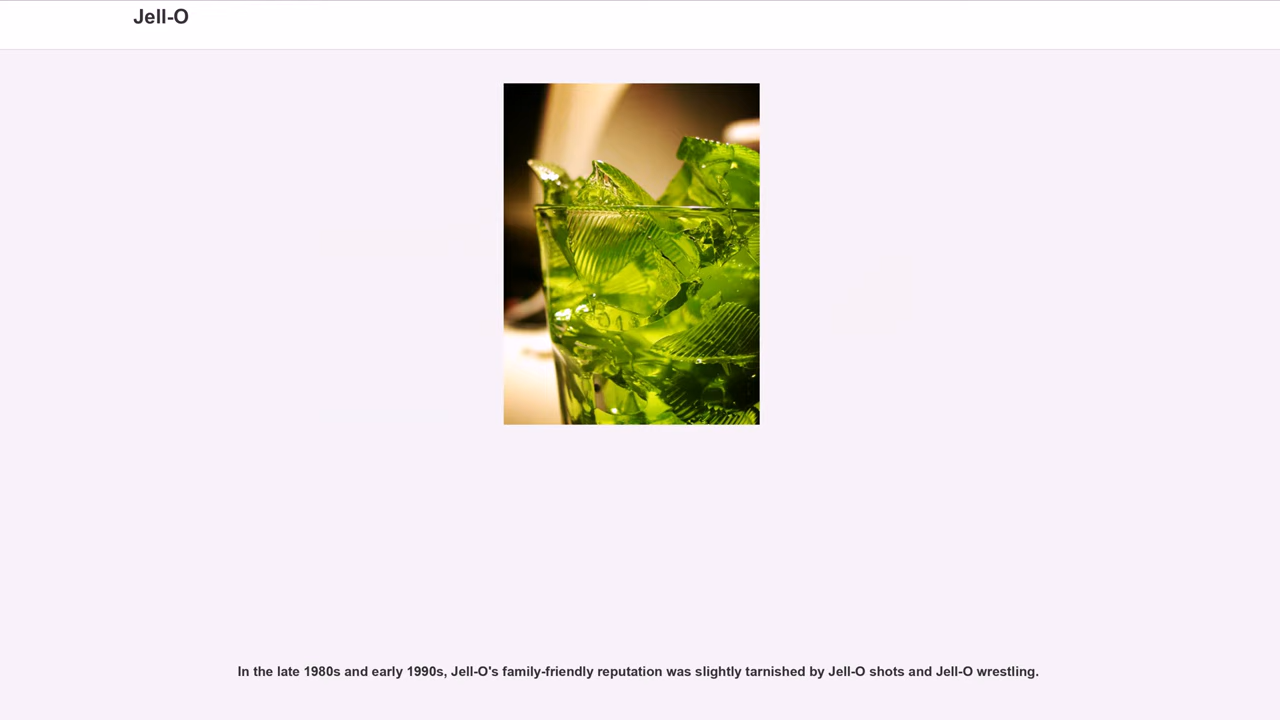 Jell-O
In the late 1980s and early 1990s, Jell-O's family-friendly reputation was slightly tarnished by Jell-O shots and Jell-O wrestling.